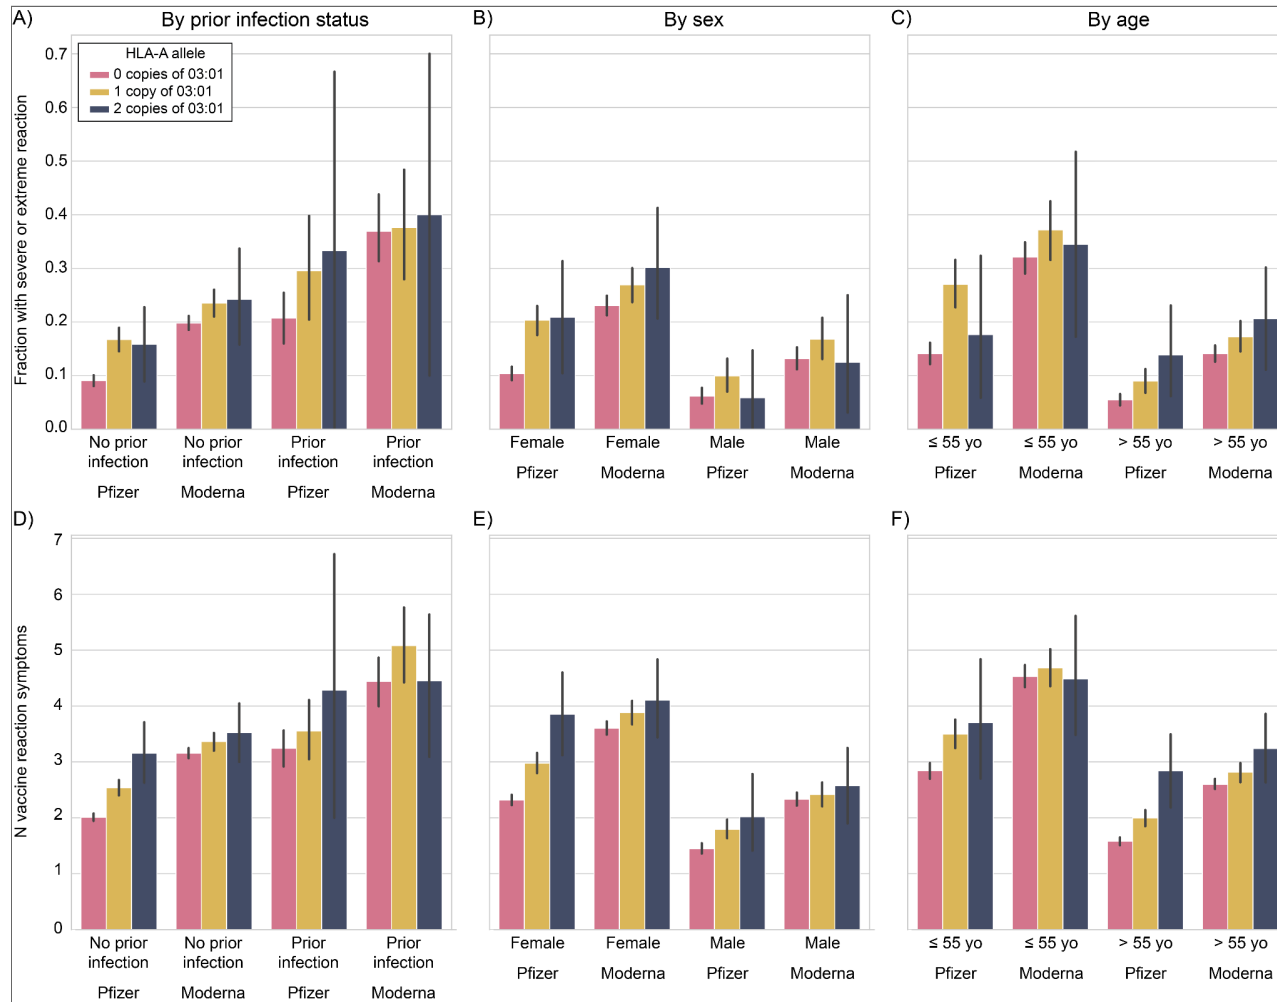 A) By prior infection status
B) By sex
C) By age
HLA-A allele
0 copies of 03:01
1 copy of 03:01
2 copies of 03:01
Fraction with severe or extreme reaction
0.7
0.6
0.5
0.4
0.3
0.2
0.1
0.0
No prior infection Pfizer
No prior infection Moderna
Prior infection Pfizer
Prior infection Moderna
Female Pfizer
Female Moderna
Male Pfizer
Male Moderna
≤ 55 yo Pfizer
≤ 55 yo Moderna
> 55 yo Pfizer
> 55 yo Moderna
D)
E)
F)
N vaccine reaction symptoms
7
6
5
4
3
2
1
0
No prior infection Pfizer
No prior infection Moderna
Prior infection Pfizer
Prior infection Moderna
Female Pfizer
Female Moderna
Male Pfizer
Male Moderna
≤ 55 yo Pfizer
≤ 55 yo Moderna
> 55 yo Pfizer
> 55 yo Moderna